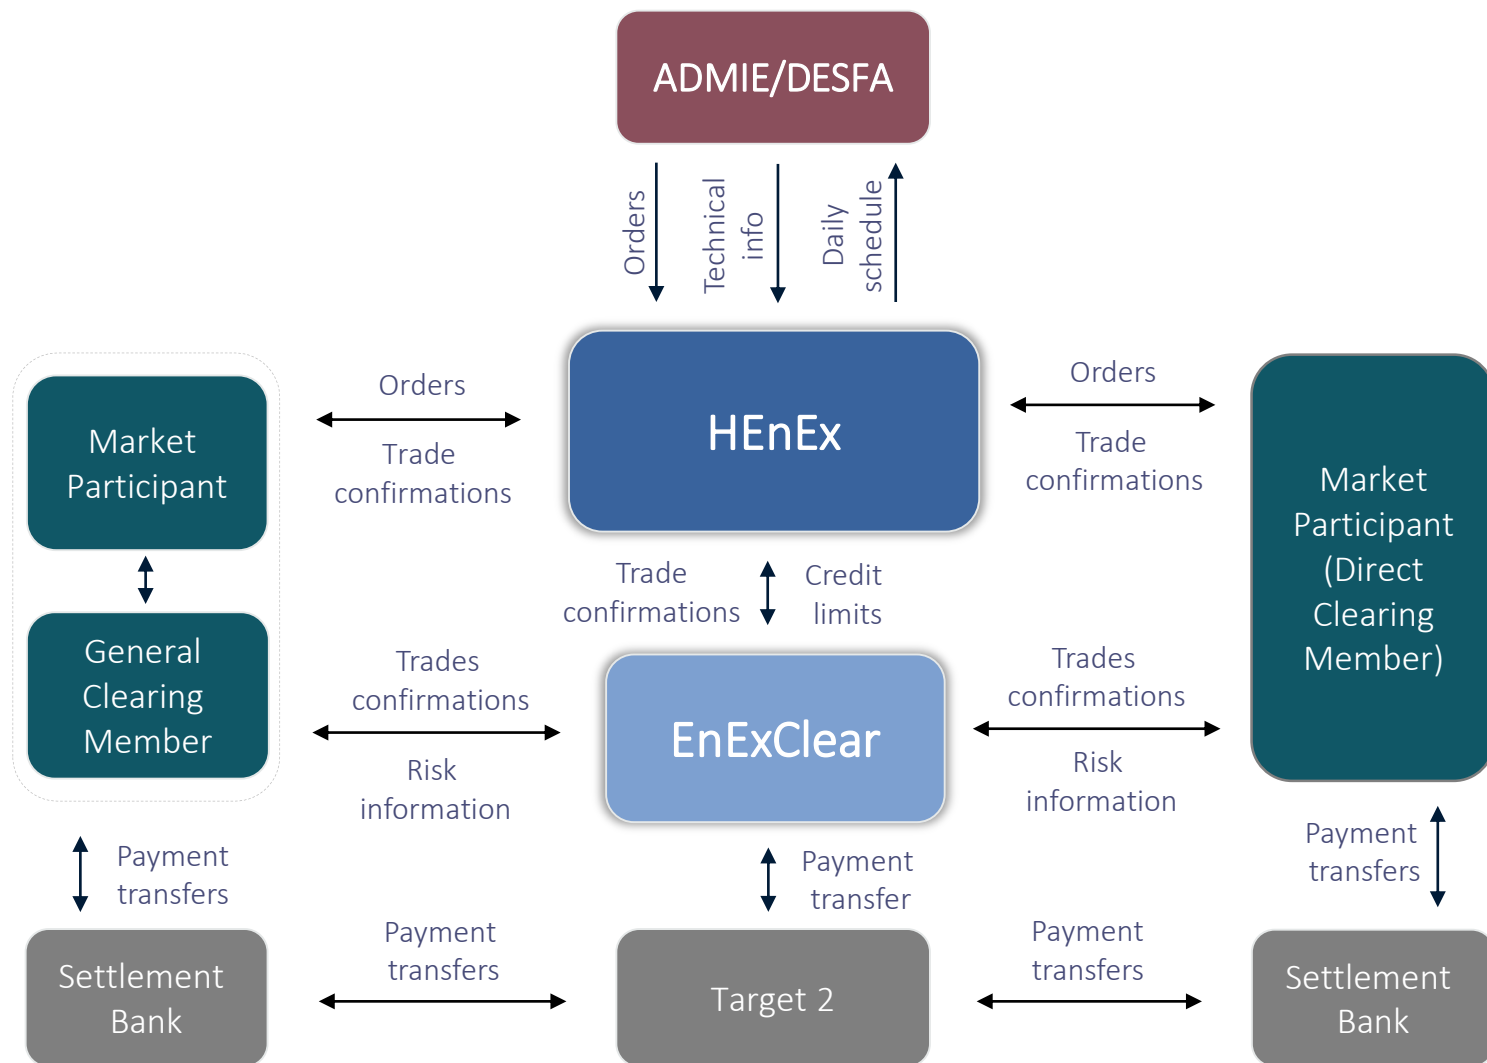 ADMIE/DESFA
Orders
Technical
info
Daily
schedule
Orders
Trade
confirmations
HEnEx
Orders
Trade
confirmations
Market
Participant
Market
Participant
(Direct
Clearing
Member)
Trade
confirmations
Credit
limits
General
Clearing
Member
Trades
confirmations
Risk
information
EnExClear
Trades
confirmations
Risk
information
Payment
transfers
Payment
transfer
Payment
transfers
Settlement
Bank
Payment
transfers
Target 2
Payment
transfers
Settlement
Bank